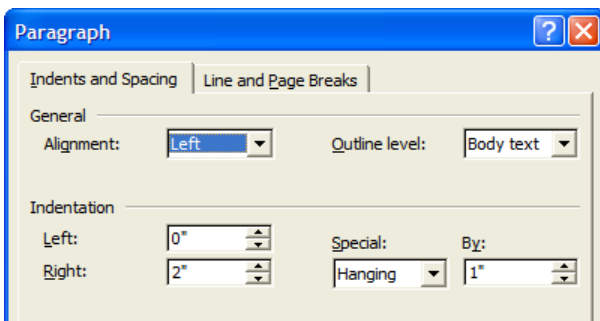 Paragraph
Indents and Spacing Line and Page Breaks
General
Alignment: Left Outline level: Body text
Indentation
Left: 0" Special: By:
Right: 2" Hanging 1"